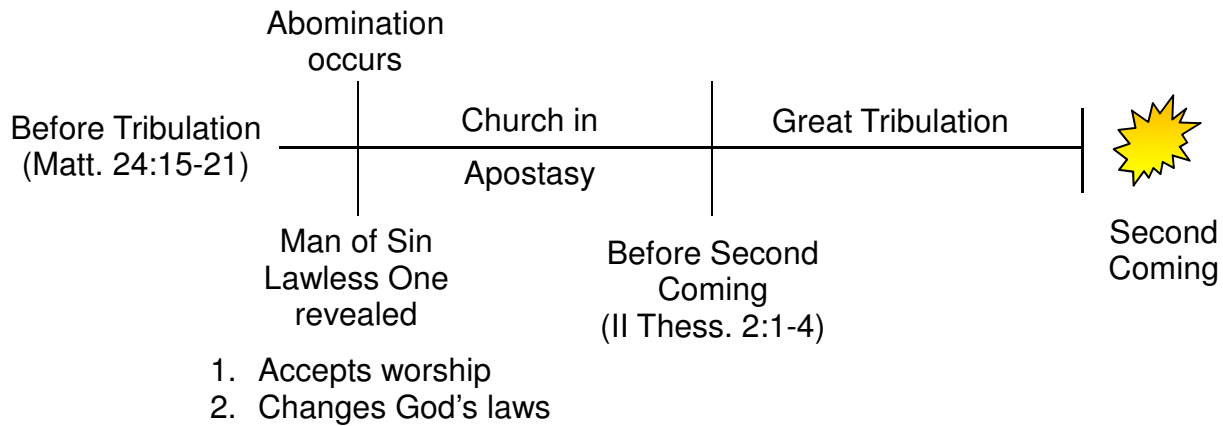 Abomination
occurs
Before Tribulation
(Matt. 24:15-21)
Church in
Apostasy
Great Tribulation
Man of Sin
Lawless One
revealed
1. Accepts worship
2. Changes God's laws
Before Second
Coming
(II Thess. 2:1-4)
Second
Coming